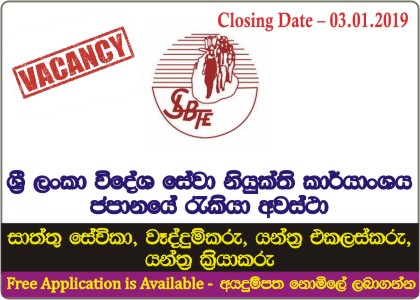 Closing Date – 03.01.2019
VACANCY
SLBFE
ශ්‍රී ලංකා විදේශ සේවා නියුක්ති කාර්යාංශය
ජපානයේ රැකියා අවස්ථා
සාත්තු සේවිකා, වෑද්දුම්කරු, යන්ත්‍ර එකලස්කරු,
යන්ත්‍ර ක්‍රියාකරු
Free Application is Available - අයදුම්පත නොමිලේ ලබාගන්න